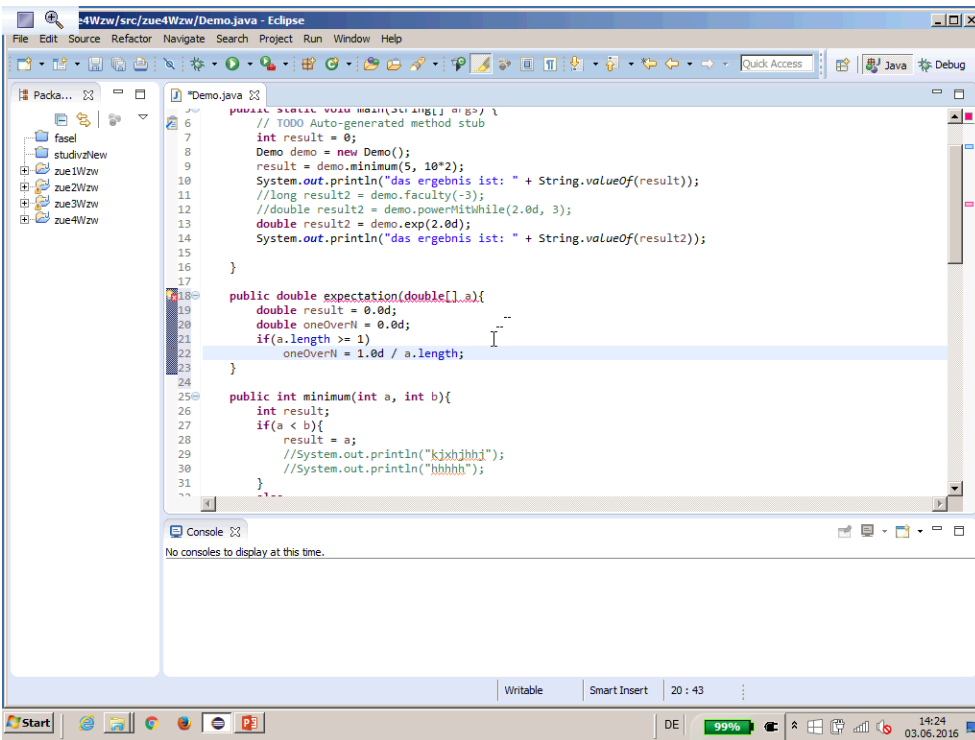 e4Wzw/src/zue4Wzw/Demo.java - Eclipse
File Edit Source Refactor Navigate Search Project Run Window Help
Quick Access Java Debug
Packa...
fasel
studivzNew
zue1Wzw
zue2Wzw
zue3Wzw
zue4Wzw
*Demo.java
public static void main(String[] args) {
6 // TODO Auto-generated method stub
7 int result = 0;
8 Demo demo = new Demo();
9 result = demo.minimum(5, 10*2);
10 System.out.println("das ergebnis ist: " + String.valueOf(result));
11 //long result2 = demo.faculty(-3);
12 //double result2 = demo.powerMitWhile(2.0d, 3);
13 double result2 = demo.exp(2.0d);
14 System.out.println("das ergebnis ist: " + String.valueOf(result2));
15
16 }
17
18 public double expectation(double[] a){
19 double result = 0.0d;
20 double oneOverN = 0.0d;
21 if(a.length >= 1)
22 oneOverN = 1.0d / a.length;
23 }
24
25 public int minimum(int a, int b){
26 int result;
27 if(a < b){
28 result = a;
29 //System.out.println("kjxhjhhj");
30 //System.out.println("hhhhh");
31 }
else
Console
No consoles to display at this time.
Writable Smart Insert 20 : 43
Start DE 99% 14:24
03.06.2016